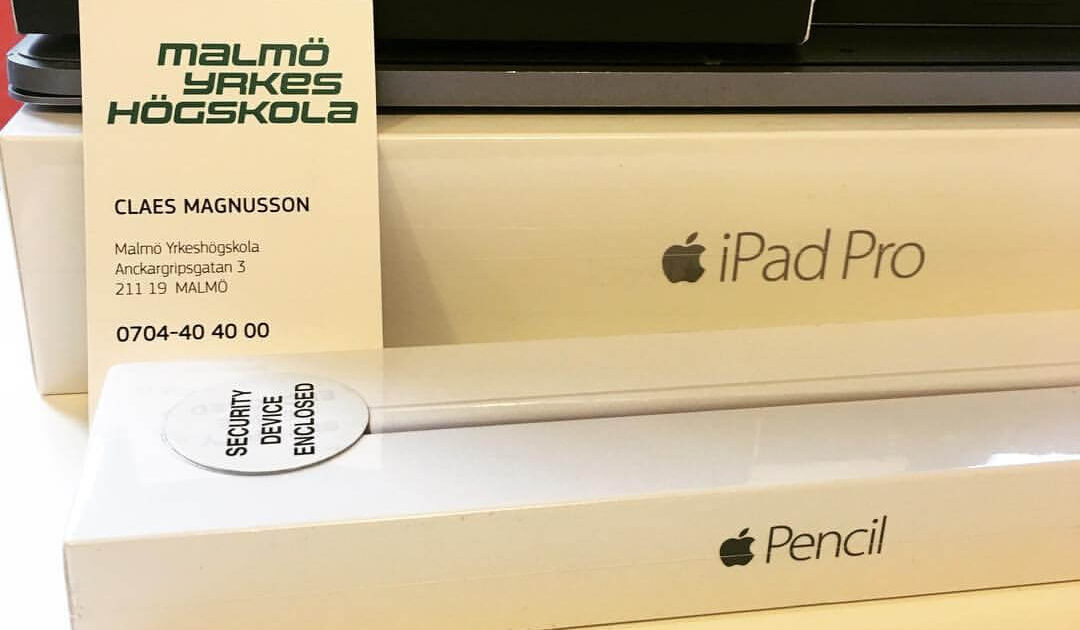 malmö
YRKes
HÖGSKOLa
CLAES MAGNUSSON
Malmö Yrkeshögskola
Anckargripsgatan 3
211 19 MALMÖ
0704-40 40 00
iPad Pro
SECURITY
DEVICE
ENCLOSED
Pencil